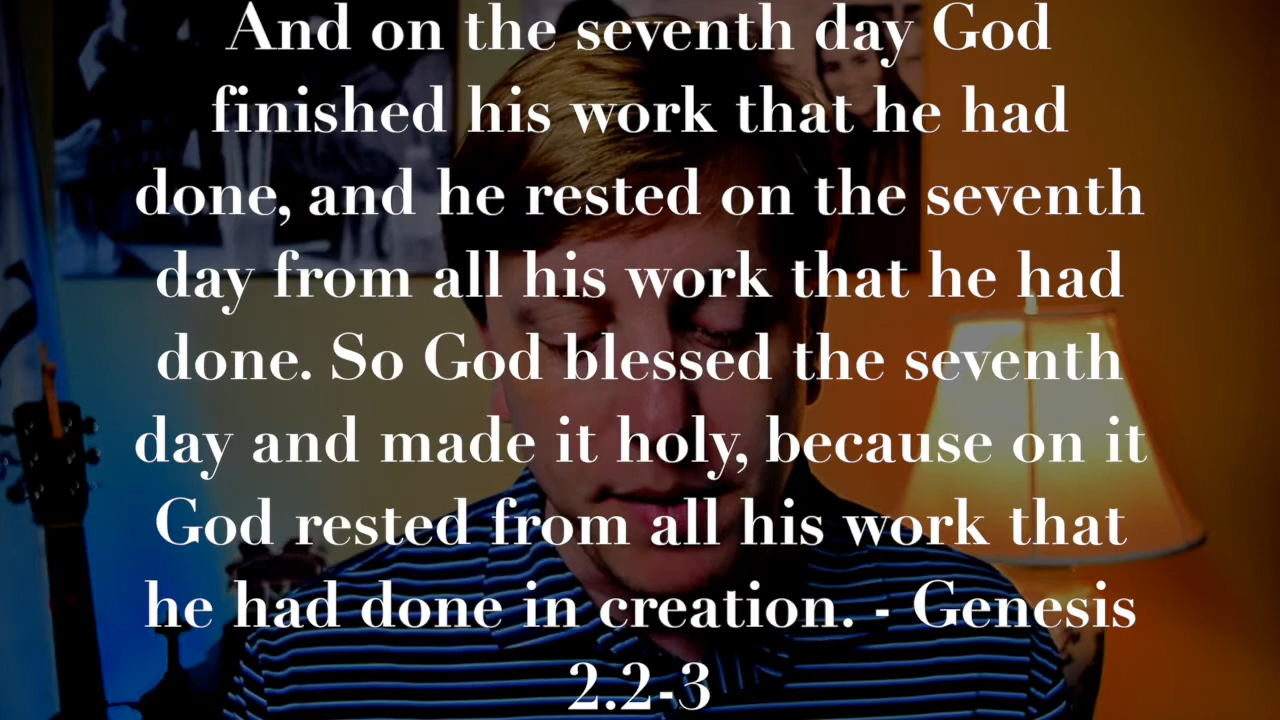 And on the seventh day God
finished his work that he had
done, and he rested on the seventh
day from all his work that he had
done. So God blessed the seventh
day and made it holy, because on it
God rested from all his work that
he had done in creation. - Genesis
2.2-3